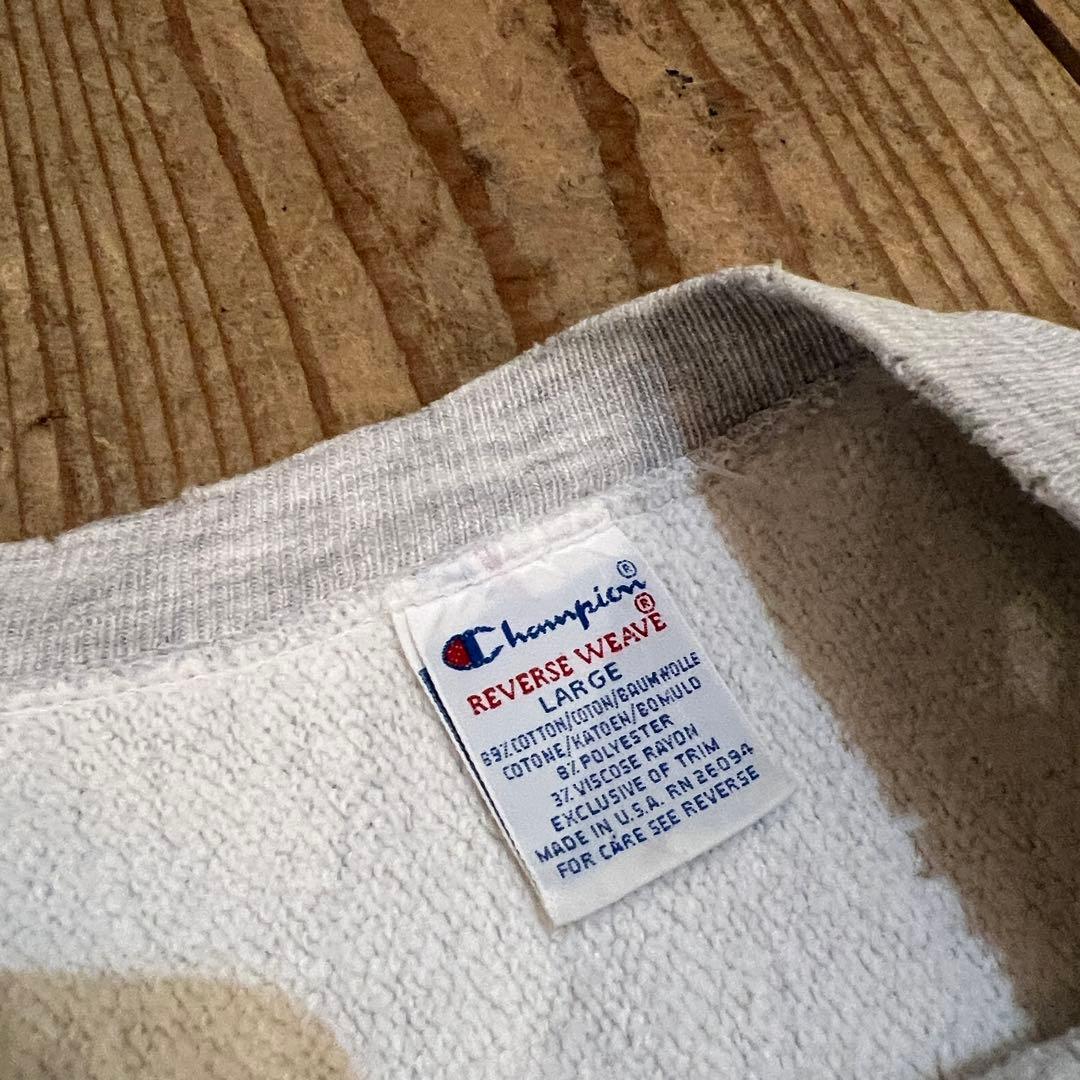 Champion®
REVERSE WEAVE®
LARGE
89% COTTON/COTON/BAUMWOLLE
COTONE/KATOEN/BOMULD
8% POLYESTER
3% VISCOSE RAYON
EXCLUSIVE OF TRIM
MADE IN U.S.A. RN 26094
FOR CARE SEE REVERSE